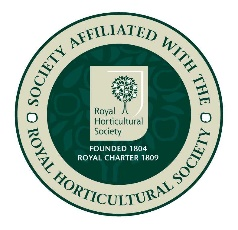 SOCIETY AFFILIATED WITH THE
Royal
Horticultural
Society
FOUNDED 1804
ROYAL CHARTER 1809
ROYAL HORTICULTURAL SOCIETY